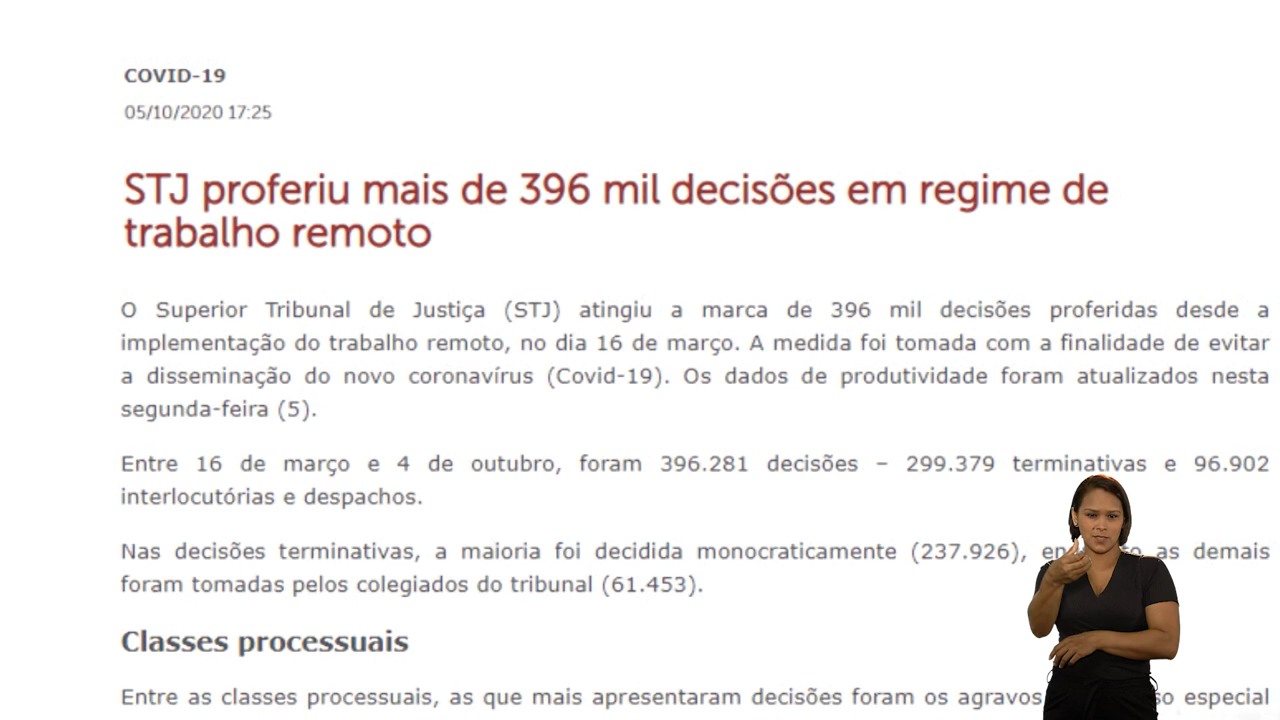 COVID-19
05/10/2020 17:25
STJ proferiu mais de 396 mil decisões em regime de
trabalho remoto
O Superior Tribunal de Justiça (STJ) atingiu a marca de 396 mil decisões proferidas desde a
implementação do trabalho remoto, no dia 16 de março. A medida foi tomada com a finalidade de evitar
a disseminação do novo coronavírus (Covid-19). Os dados de produtividade foram atualizados nesta
segunda-feira (5).
Entre 16 de março e 4 de outubro, foram 396.281 decisões – 299.379 terminativas e 96.902
interlocutórias e despachos.
Nas decisões terminativas, a maioria foi decidida monocraticamente (237.926), as demais
foram tomadas pelos colegiados do tribunal (61.453).
Classes processuais
Entre as classes processuais, as que mais apresentaram decisões foram os agravos especial